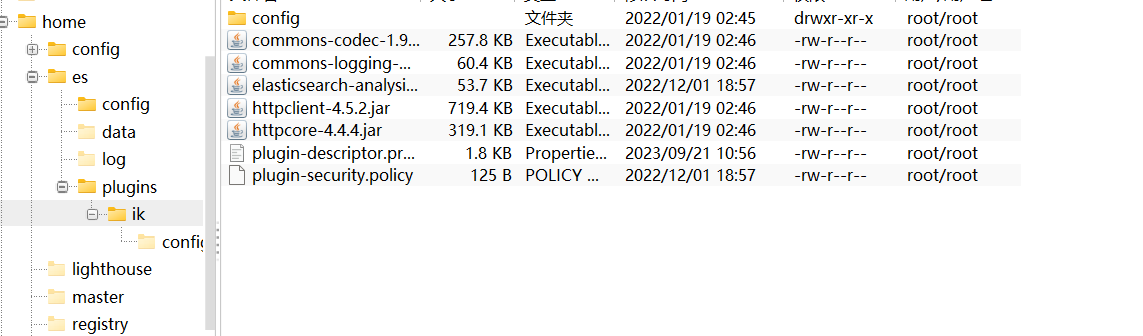 home
config
es
config
data
log
plugins
ik
config
lighthouse
master
registry
config 文件夹 2022/01/19 02:45 drwxr-xr-x root/root
commons-codec-1.9... 257.8 KB Executabl... 2022/01/19 02:46 -rw-r--r-- root/root
commons-logging-... 60.4 KB Executabl... 2022/01/19 02:46 -rw-r--r-- root/root
elasticsearch-analysi... 53.7 KB Executabl... 2022/12/01 18:57 -rw-r--r-- root/root
httpclient-4.5.2.jar 719.4 KB Executabl... 2022/01/19 02:46 -rw-r--r-- root/root
httpcore-4.4.4.jar 319.1 KB Executabl... 2022/01/19 02:46 -rw-r--r-- root/root
plugin-descriptor.pr... 1.8 KB Propertie... 2023/09/21 10:56 -rw-r--r-- root/root
plugin-security.policy 125 B POLICY ... 2022/12/01 18:57 -rw-r--r-- root/root